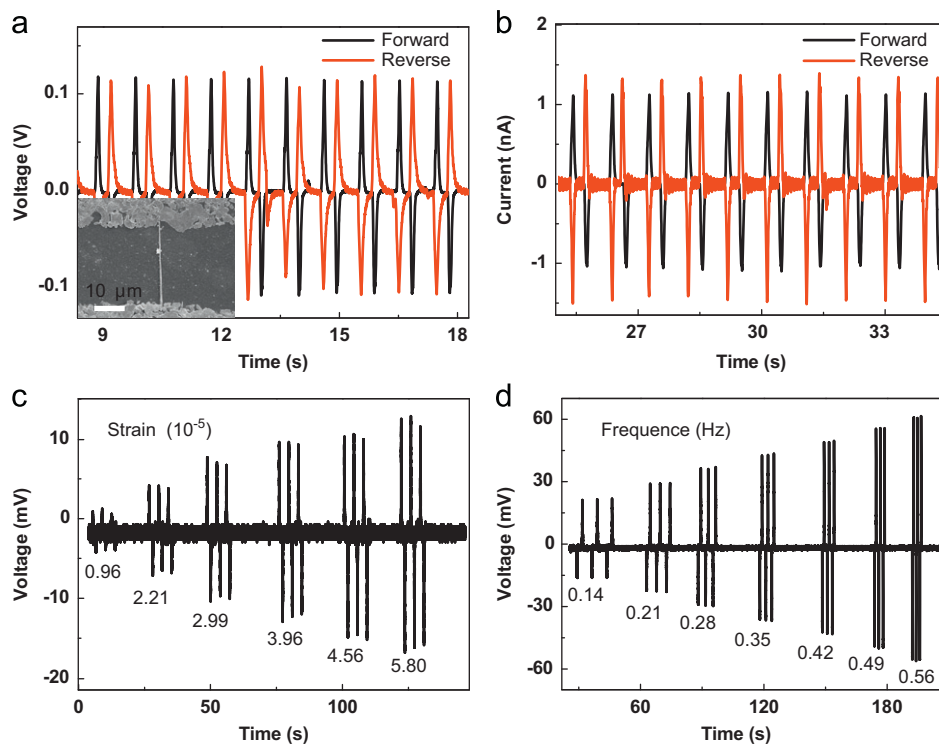 a
Forward
Reverse
0.1
0.0
-0.1
Voltage (V)
10 μm
9
12
15
18
Time (s)
b
Forward
Reverse
2
1
0
-1
Current (nA)
27
30
33
Time (s)
c
Strain (10-5)
10
0
-10
-20
Voltage (mV)
0.96
2.21
2.99
3.96
4.56
5.80
0
50
100
Time (s)
d
Frequence (Hz)
60
30
0
-30
-60
Voltage (mV)
0.14
0.21
0.28
0.35
0.42
0.49
0.56
60
120
180
Time (s)